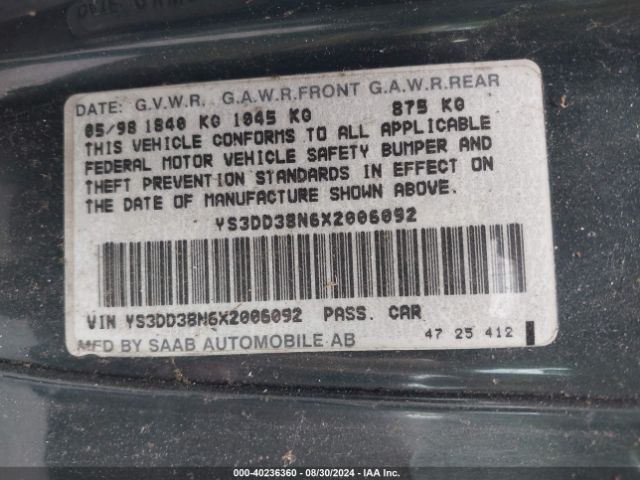 DATE: G.V.W.R. G.A.W.R.FRONT G.A.W.R.REAR
05/98 1840 KG 1045 KG 875 KG
THIS VEHICLE CONFORMS TO ALL APPLICABLE
FEDERAL MOTOR VEHICLE SAFETY BUMPER AND
THEFT PREVENTION STANDARDS IN EFFECT ON
THE DATE OF MANUFACTURE SHOWN ABOVE.
YS3DD38N6X2006092
VIN YS3DD38N6X2006092 PASS. CAR
MFD BY SAAB AUTOMOBILE AB 47 25 412
000-40236360 - 08/30/2024 - IAA Inc.